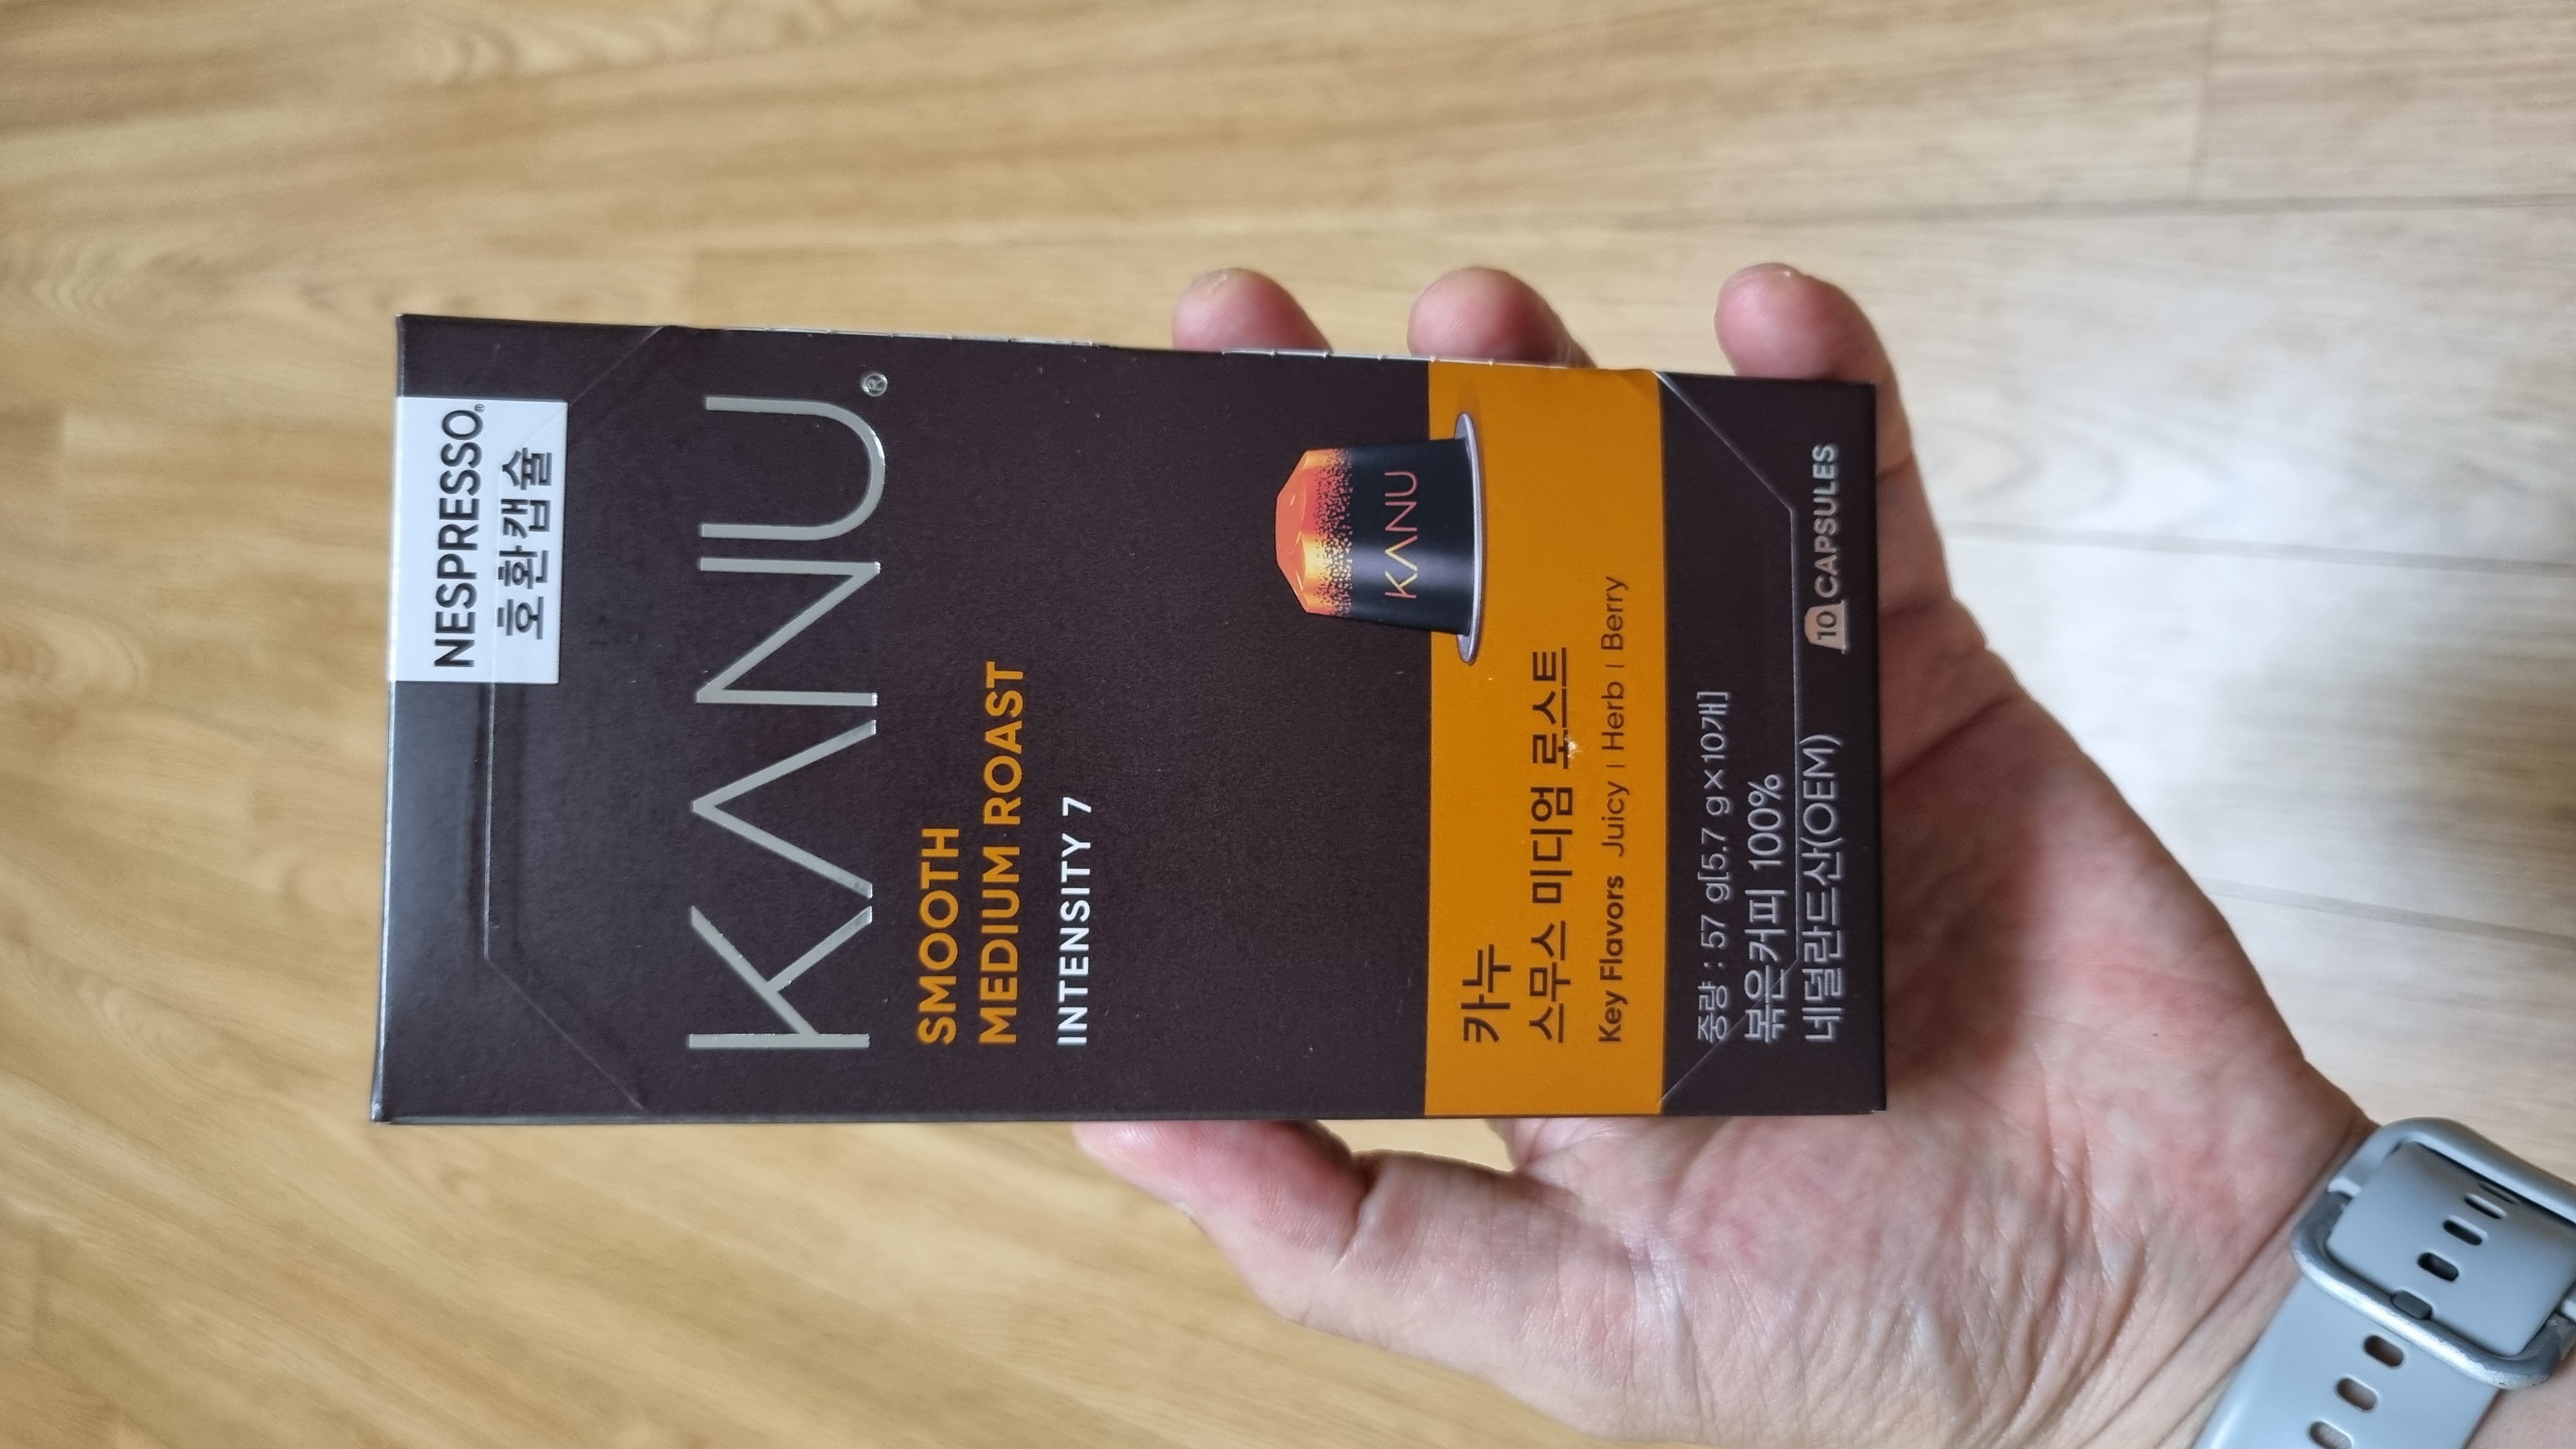 NESPRESSO®
호환캡슐
KANU®
SMOOTH
MEDIUM ROAST
INTENSITY 7
KANU
카누
스무스 미디엄 로스트
Key Flavors Juicy | Herb | Berry
중량 : 57 g[5.7 g×10개]
볶은커피 100%
네덜란드산(OEM)
10 CAPSULES